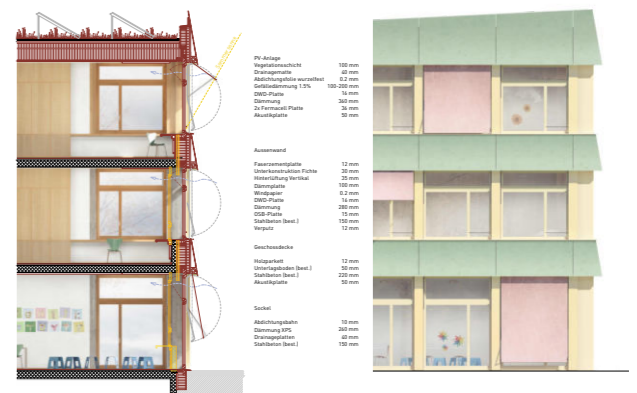 PV-Anlage
Vegetationsschicht 100 mm
Drainagematte 40 mm
Abdichtungsfolie wurzelfest 0.2 mm
Gefälledämmung 1.5% 100-200 mm
DWD-Platte 16 mm
Dämmung 360 mm
2x Fermacell Platte 36 mm
Akustikplatte 50 mm
Aussenwand
Faserzementplatte 12 mm
Unterkonstruktion Fichte 30 mm
Hinterlüftung Vertikal 25 mm
Dämmplatte 100 mm
Windpapier 0.2 mm
DWD-Platte 16 mm
Dämmung 280 mm
OSB-Platte 15 mm
Stahlbeton (best.) 150 mm
Verputz 12 mm
Geschossdecke
Holzparkett 12 mm
Unterlagsboden (best.) 50 mm
Stahlbeton (best.) 220 mm
Akustikplatte 50 mm
Sockel
Abdichtungsbahn 10 mm
Dämmung XPS 260 mm
Drainageplatten 60 mm
Stahlbeton (best.) 150 mm